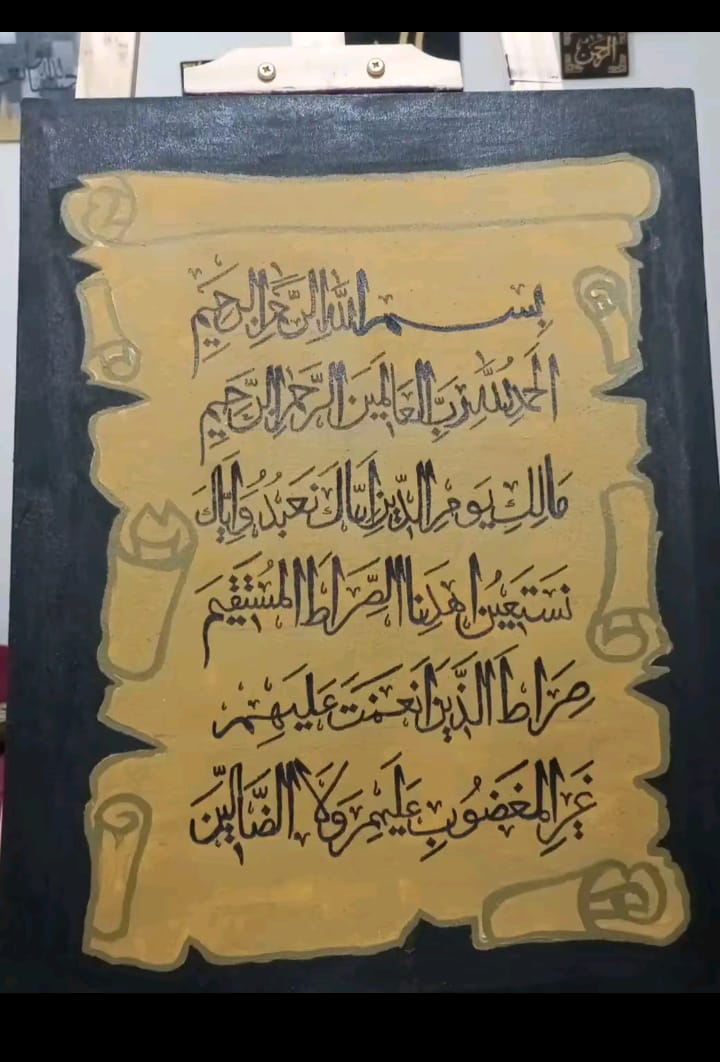 الرحمن
بسم الله الرحمن الرحيم
الحمد لله رب العالمين الرحمن الرحيم
مالك يوم الدين إياك نعبد وإياك
نستعين اهدنا الصراط المستقيم
صراط الذين أنعمت عليهم
غير المغضوب عليهم ولا الضالين